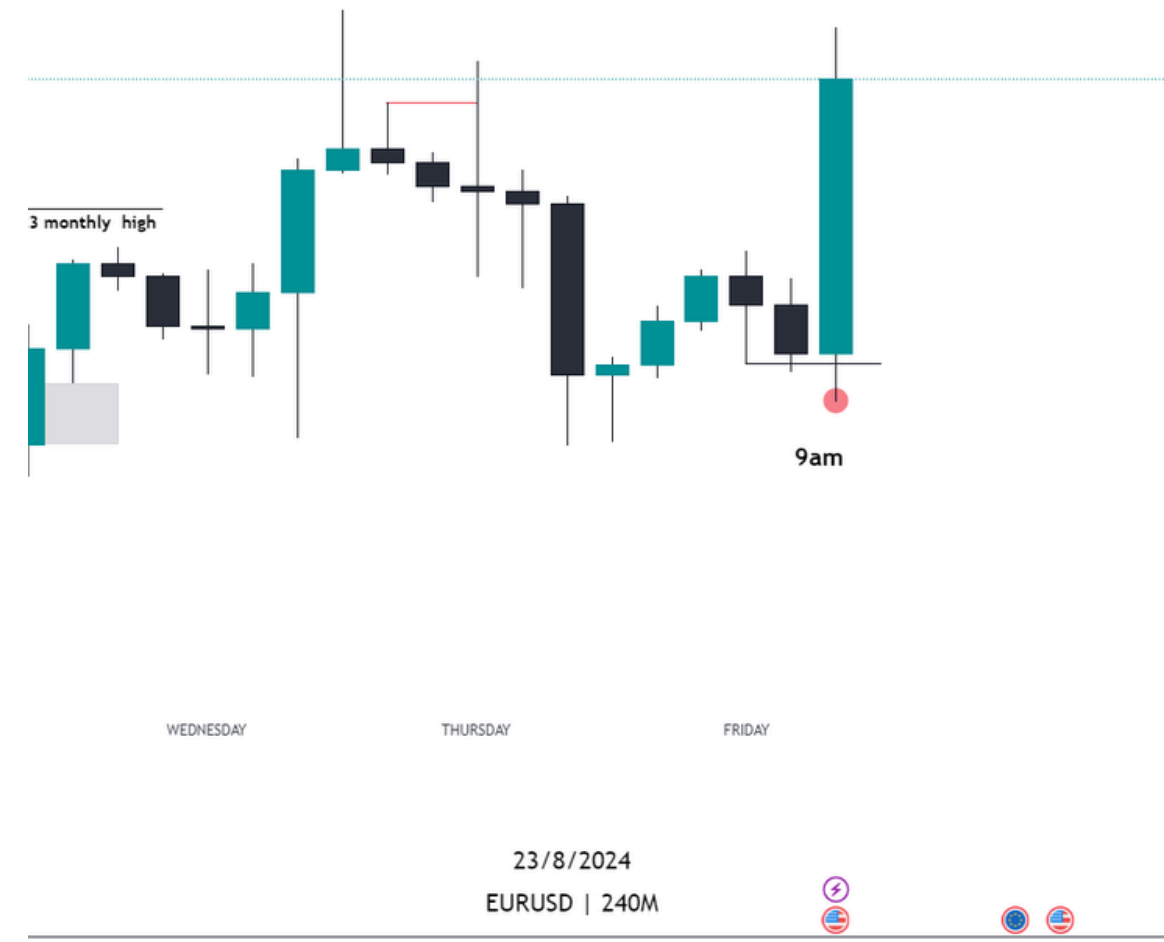 3 monthly high
9am
WEDNESDAY THURSDAY FRIDAY
23/8/2024
EURUSD | 240M